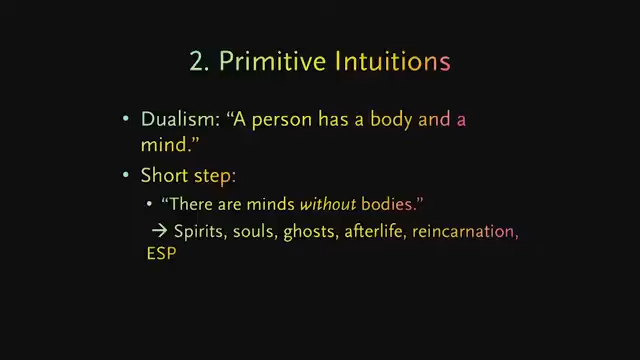 2. Primitive Intuitions
• Dualism: “A person has a body and a
mind.”
• Short step:
• “There are minds without bodies.”
→ Spirits, souls, ghosts, afterlife, reincarnation,
ESP